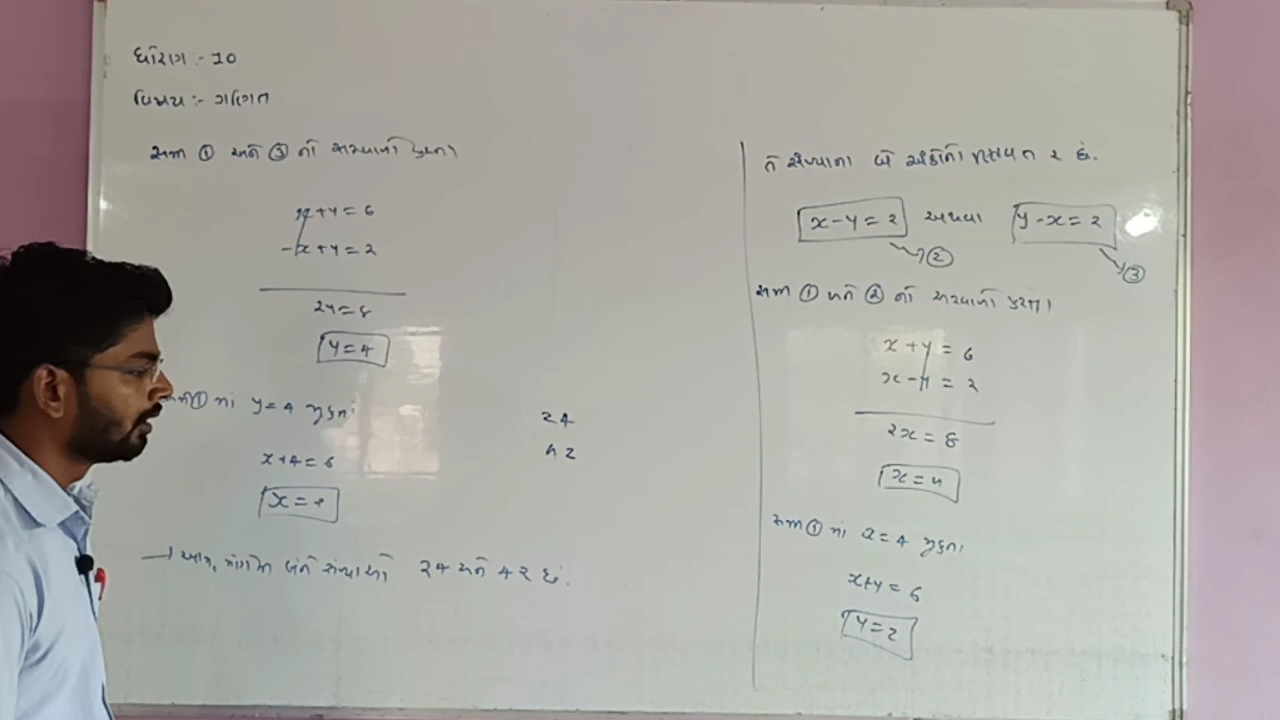 ધોરણ :- 10
વિષય :- ગણિત
સમી ① અને ③ નો સરવાળો કરતા
x + y = 6
-x + y = 2
2y = 8
y = 4
① માં y = 4 મુકતા
x + 4 = 6
x = 2
24
42
→ આમ, માંગેલ બંને સંખ્યાઓ 24 અને 42 છે.
તે સંખ્યાના બે અંકોનો તફાવત 2 છે.
x - y = 2 અથવા y - x = 2
② ③
સમી ① અને ② નો સરવાળો કરતા
x + y = 6
x - y = 2
2x = 8
x = 4
સમી ① માં x = 4 મુકતા
x + y = 6
y = 2